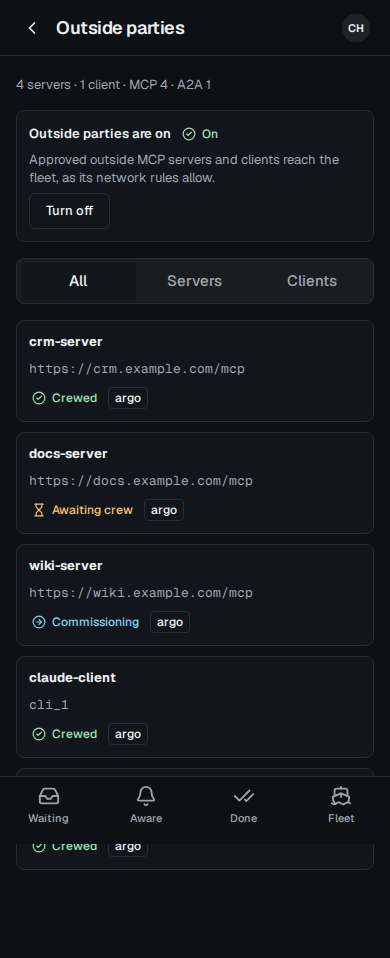 Outside parties
CH
4 servers · 1 client · MCP 4 · A2A 1
Outside parties are on
On
Approved outside MCP servers and clients reach the
fleet, as its network rules allow.
Turn off
All
Servers
Clients
crm-server
https://crm.example.com/mcp
Crewed
argo
docs-server
https://docs.example.com/mcp
Awaiting crew
argo
wiki-server
https://wiki.example.com/mcp
Commissioning
argo
claude-client
cli_1
Crewed
argo
Waiting
Aware
Done
Fleet
Crewed
argo